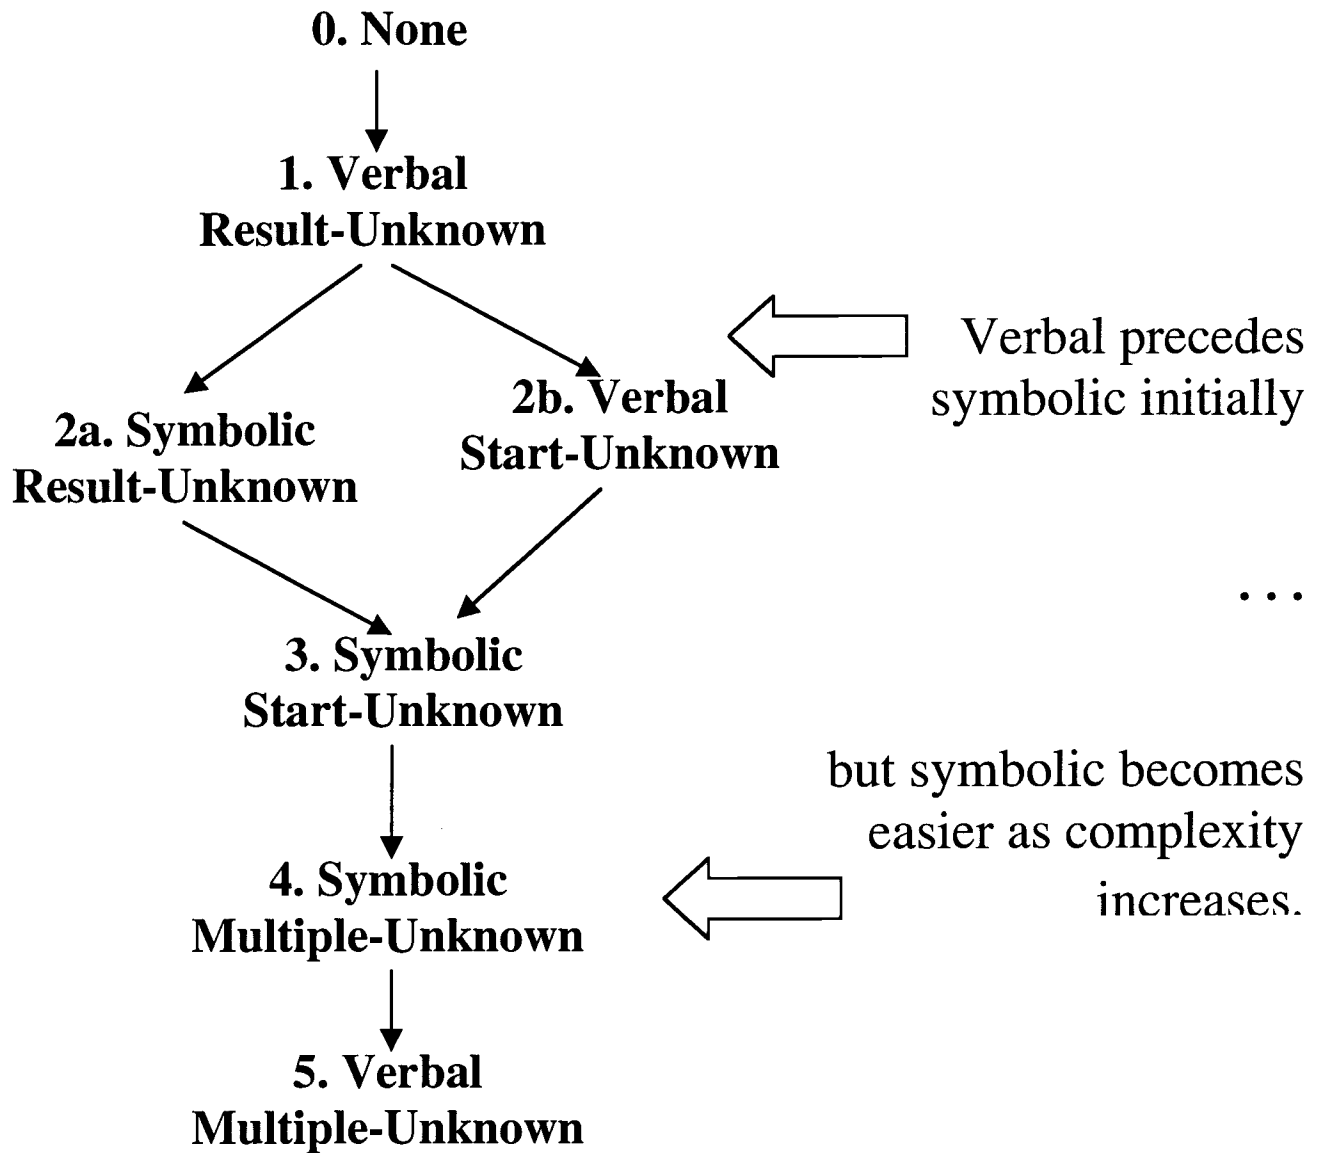 0. None
1. Verbal
Result-Unknown
Verbal precedes
symbolic initially
2a. Symbolic
Result-Unknown
2b. Verbal
Start-Unknown
...
3. Symbolic
Start-Unknown
but symbolic becomes
easier as complexity
increases.
4. Symbolic
Multiple-Unknown
5. Verbal
Multiple-Unknown